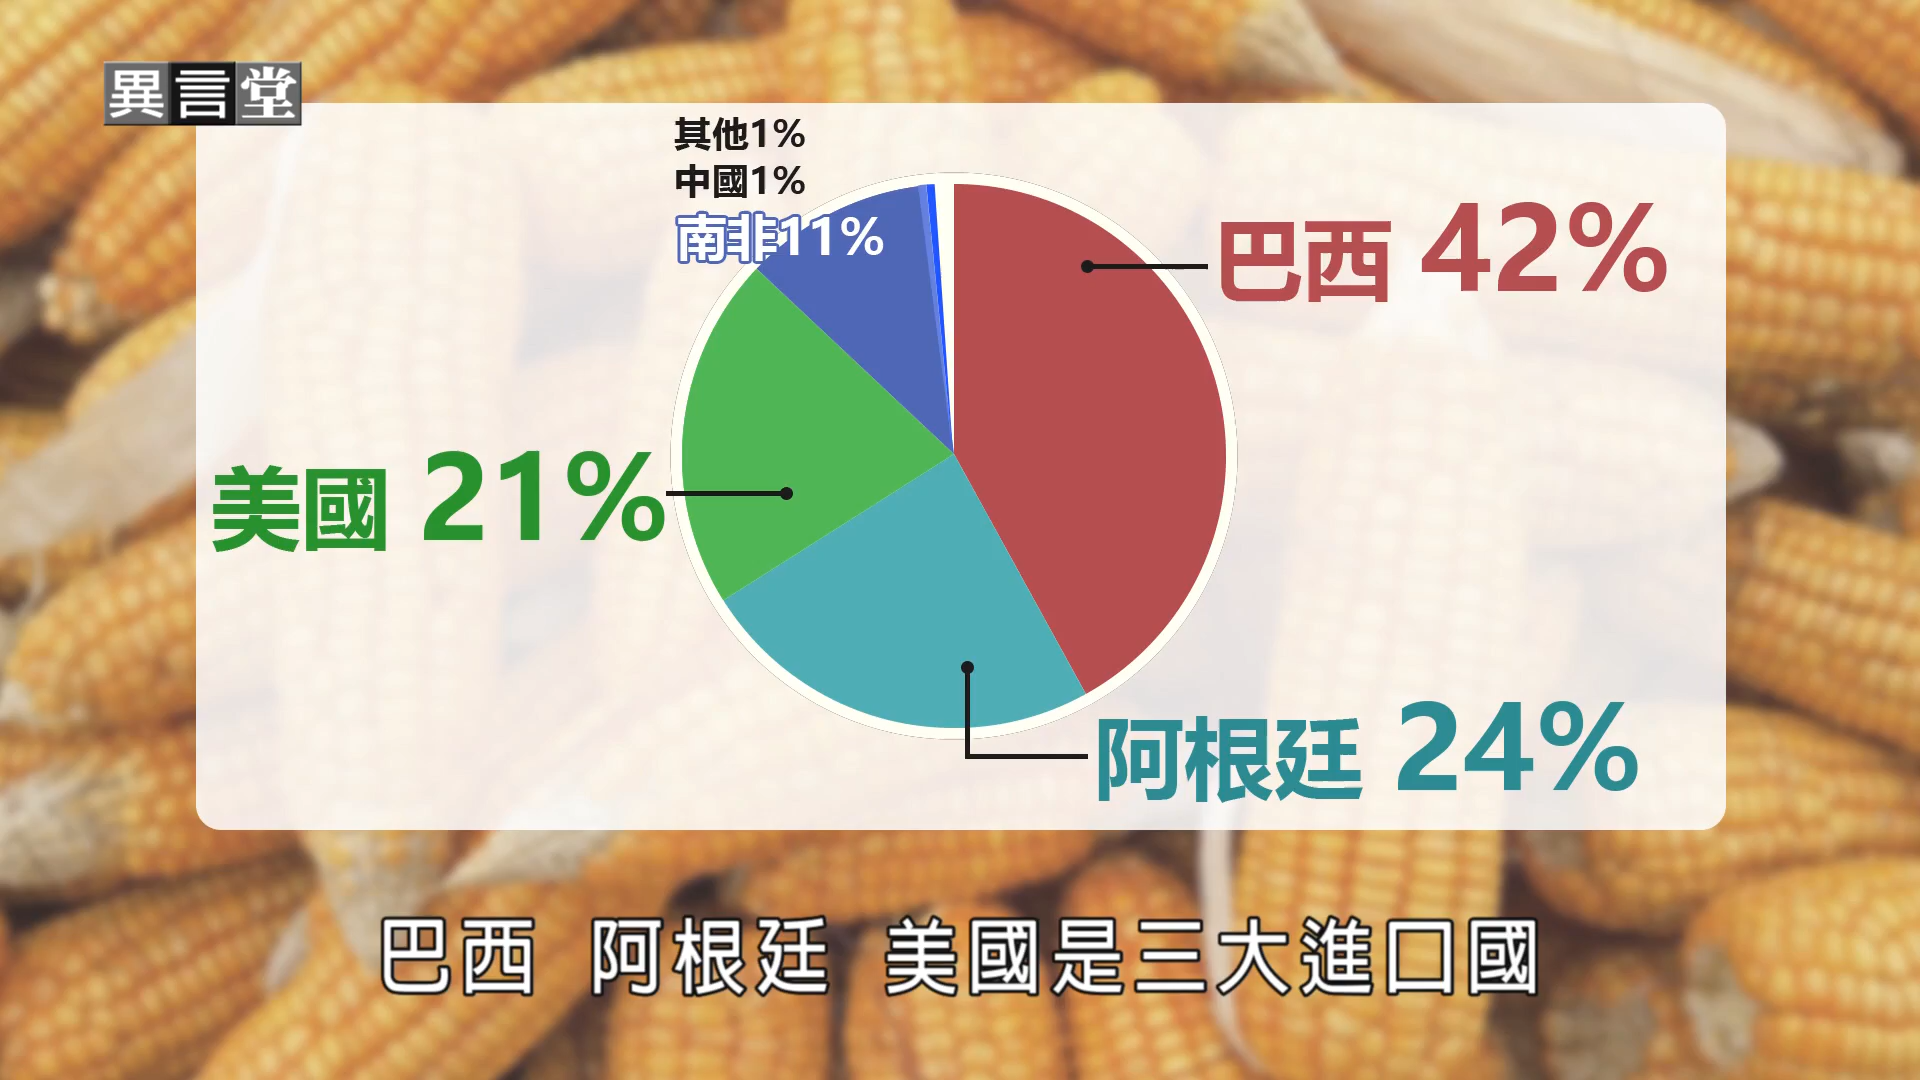 異言堂
其他1%
中國1%
南非11%
巴西 42%
美國 21%
阿根廷 24%
巴西 阿根廷 美國是三大進口國